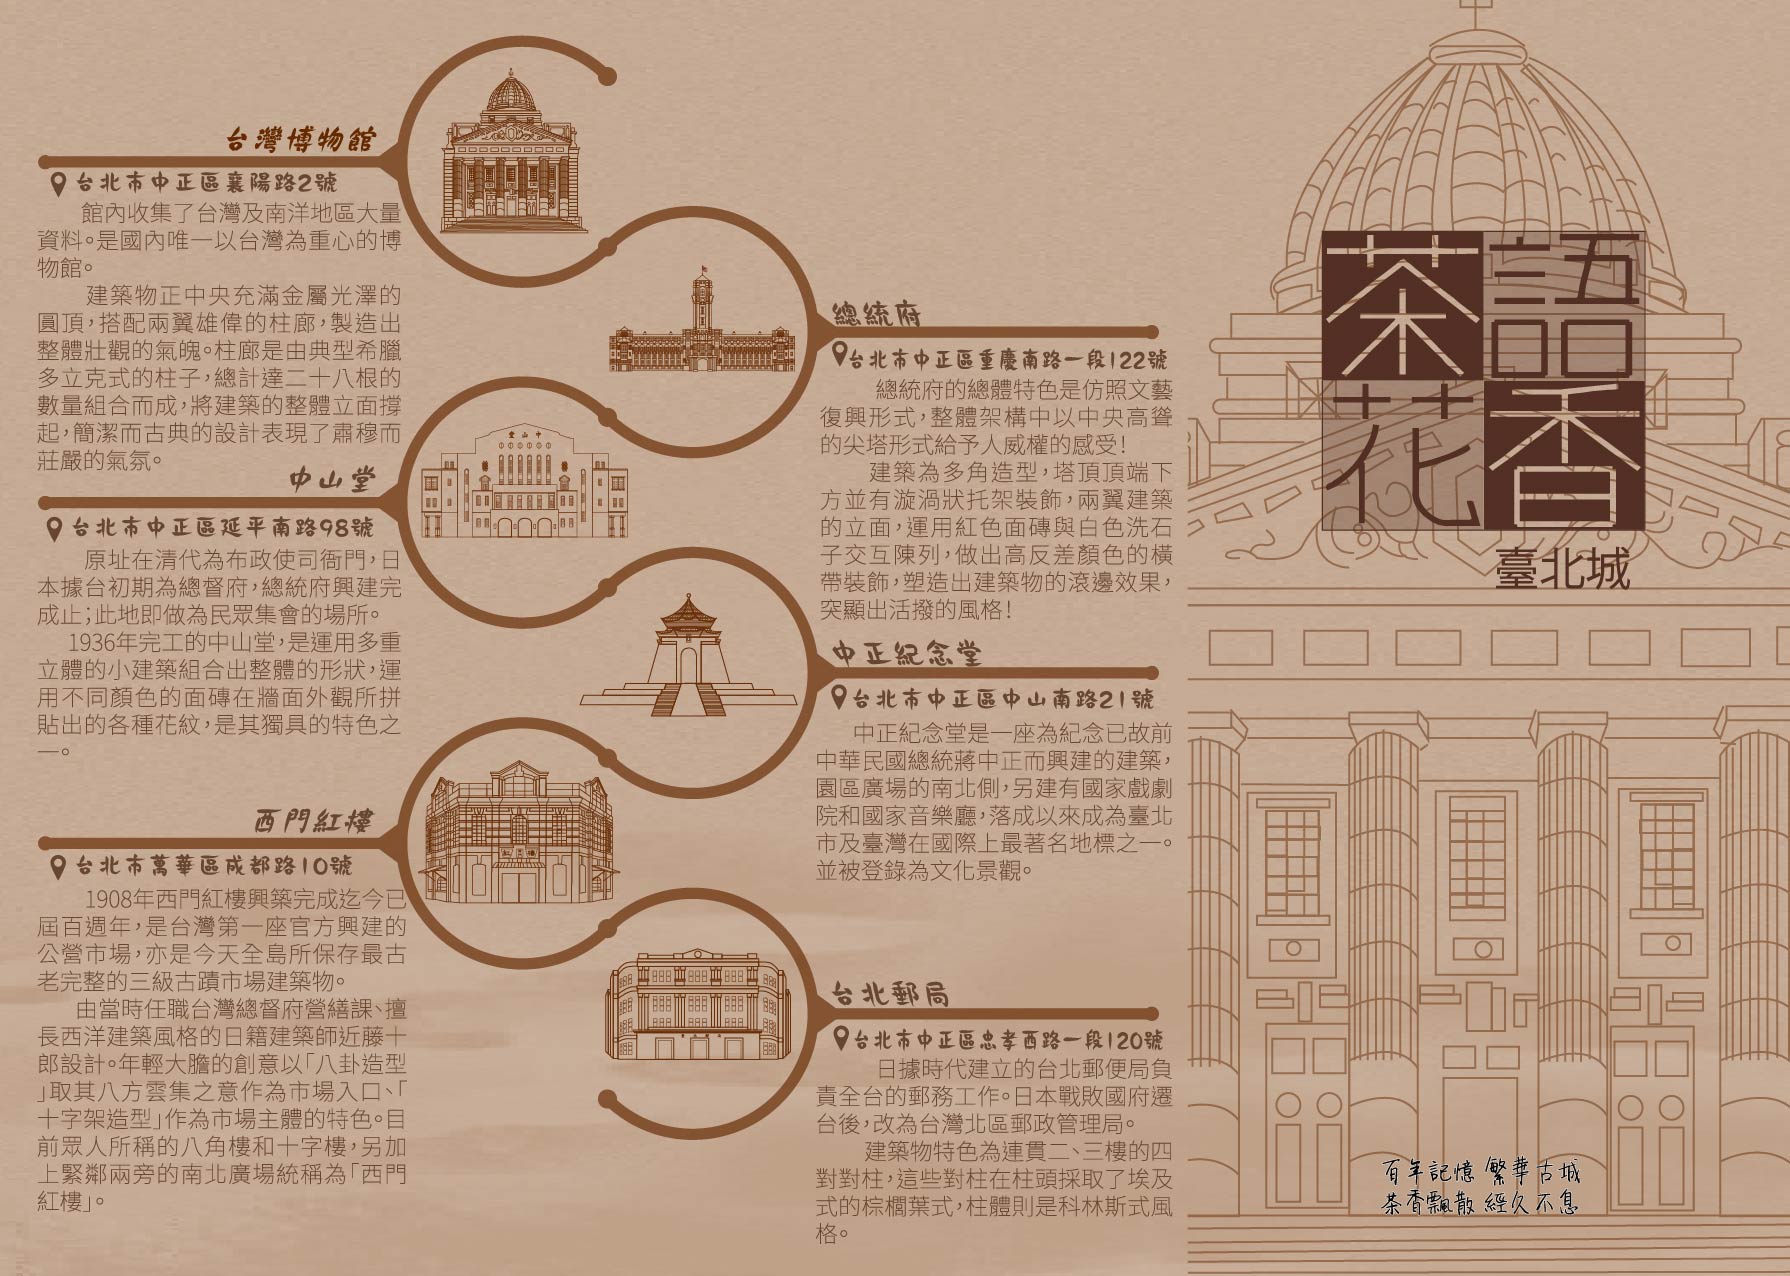 台灣博物館
台北市中正區襄陽路2號
館內收集了台灣及南洋地區大量
資料。是國內唯一以台灣為重心的博
物館。
建築物正中央充滿金屬光澤的
圓頂，搭配兩翼雄偉的柱廊，製造出
整體壯觀的氣魄。柱廊是由典型希臘
多立克式的柱子，總計達二十八根的
數量組合而成，將建築的整體立面撐
起，簡潔而古典的設計表現了肅穆而
莊嚴的氣氛。
中山堂
台北市中正區延平南路98號
原址在清代為布政使司衙門，日
本據台初期為總督府，總統府興建完
成止；此地即做為民眾集會的場所。
1936年完工的中山堂，是運用多重
立體的小建築組合出整體的形狀，運
用不同顏色的面磚在牆面外觀所拼
貼出的各種花紋，是其獨具的特色之
一。
西門紅樓
台北市萬華區成都路10號
1908年西門紅樓興築完成迄今已
屆百週年，是台灣第一座官方興建的
公營市場，亦是今天全島所保存最古
老完整的三級古蹟市場建築物。
由當時任職台灣總督府營繕課、擅
長西洋建築風格的日籍建築師近藤十
郎設計。年輕大膽的創意以「八卦造型
」取其八方雲集之意作為市場入口、「
十字架造型」作為市場主體的特色。目
前眾人所稱的八角樓和十字樓，另加
上緊鄰兩旁的南北廣場統稱為「西門
紅樓」。
中山堂
總統府
台北市中正區重慶南路一段122號
總統府的總體特色是仿照文藝
復興形式，整體架構中以中央高聳
的尖塔形式給予人威權的感受！
建築為多角造型，塔頂頂端下
方並有漩渦狀托架裝飾，兩翼建築
的立面，運用紅色面磚與白色洗石
子交互陳列，做出高反差顏色的橫
帶裝飾，塑造出建築物的滾邊效果，
突顯出活撥的風格！
中正紀念堂
台北市中正區中山南路21號
中正紀念堂是一座為紀念已故前
中華民國總統蔣中正而興建的建築，
園區廣場的南北側，另建有國家戲劇
院和國家音樂廳，落成以來成為臺北
市及臺灣在國際上最著名地標之一。
並被登錄為文化景觀。
台北郵局
台北市中正區忠孝西路一段120號
日據時代建立的台北郵便局負
責全台的郵務工作。日本戰敗國府遷
台後，改為台灣北區郵政管理局。
建築物特色為連貫二、三樓的四
對對柱，這些對柱在柱頭採取了埃及
式的棕櫚葉式，柱體則是科林斯式風
格。
茶語
花香
臺北城
百年記憶 繁華古城
茶香飄散 經久不息